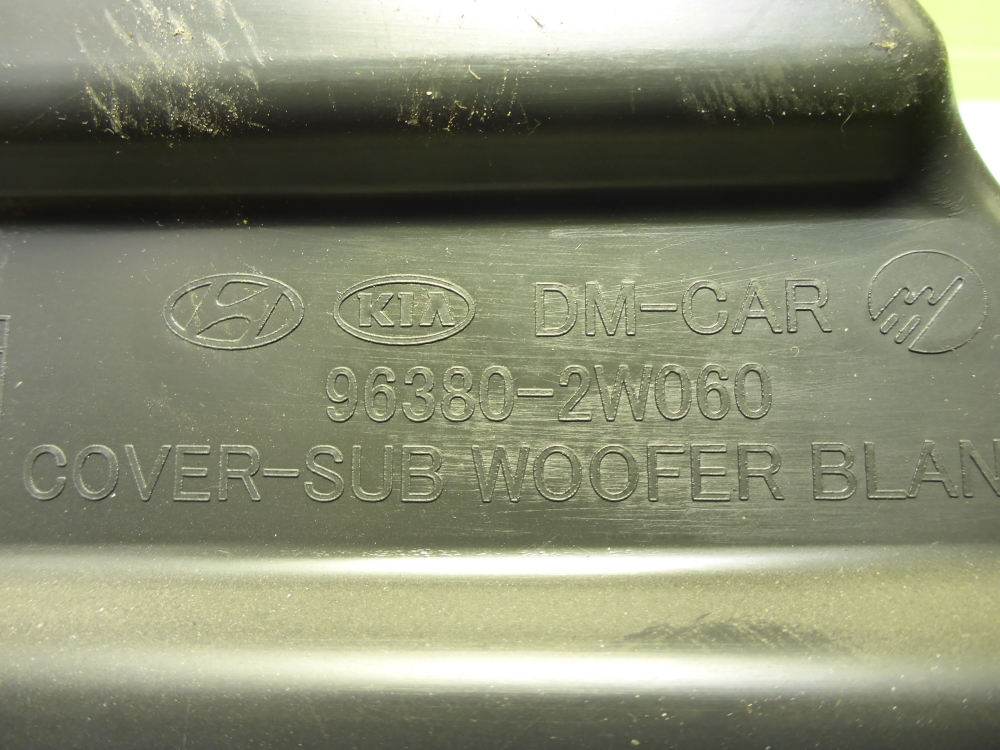 KIA DM-CAR
96380-2W060
COVER-SUB WOOFER BLAN